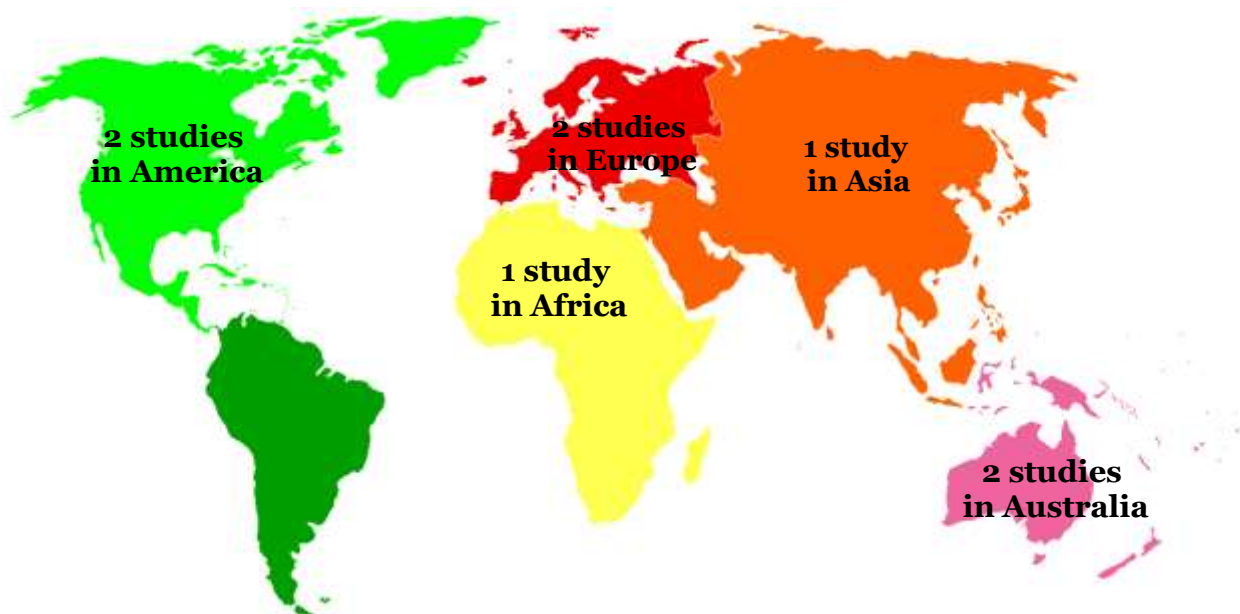 2 studies
in America
2 studies
in Europe
1 study
in Asia
1 study
in Africa
2 studies
in Australia